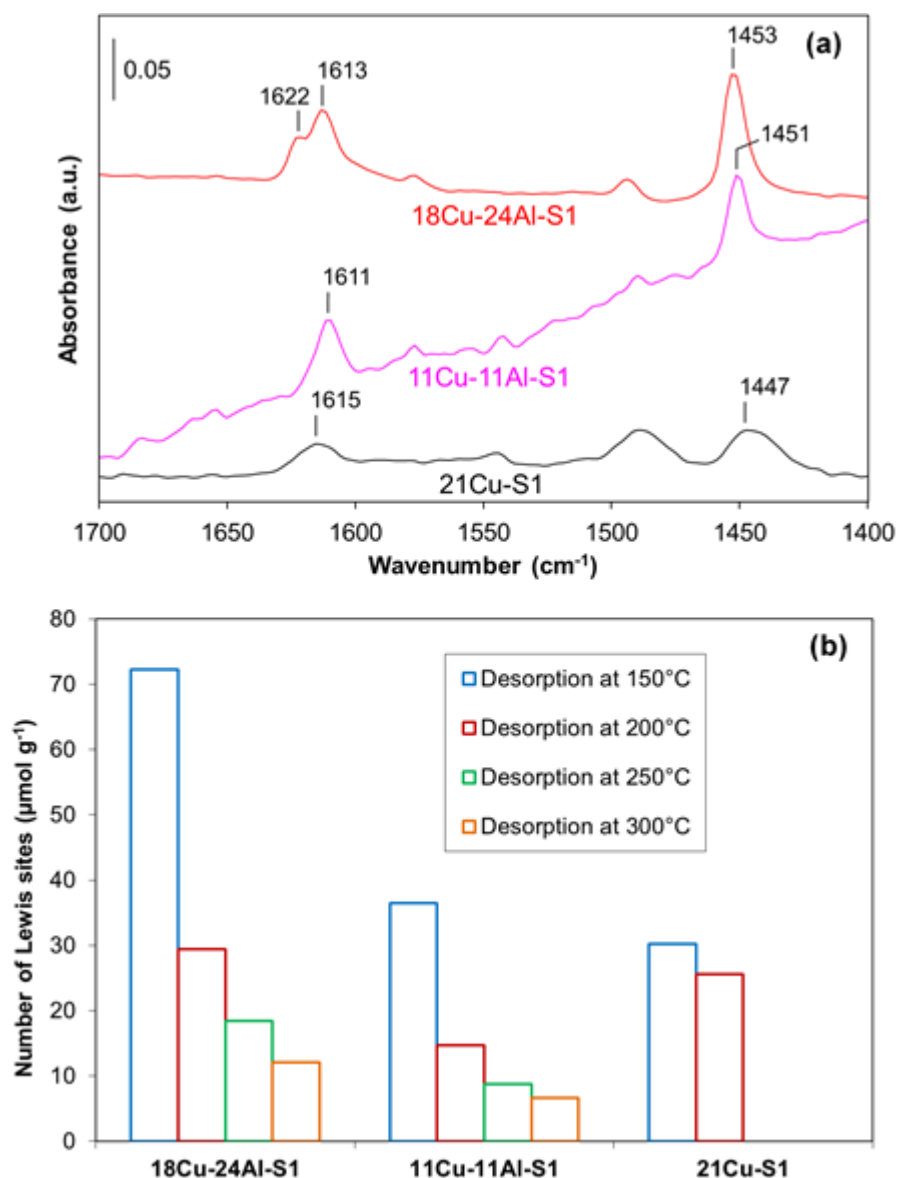 (a)
0.05
1453
1613
1622
1451
18Cu-24Al-S1
1611
11Cu-11Al-S1
1615
1447
21Cu-S1
Absorbance (a.u.)
1700 1650 1600 1550 1500 1450 1400
Wavenumber (cm⁻¹)
(b)
80
70
60
50
40
30
20
10
0
Number of Lewis sites (μmol g⁻¹)
Desorption at 150°C
Desorption at 200°C
Desorption at 250°C
Desorption at 300°C
18Cu-24Al-S1 11Cu-11Al-S1 21Cu-S1